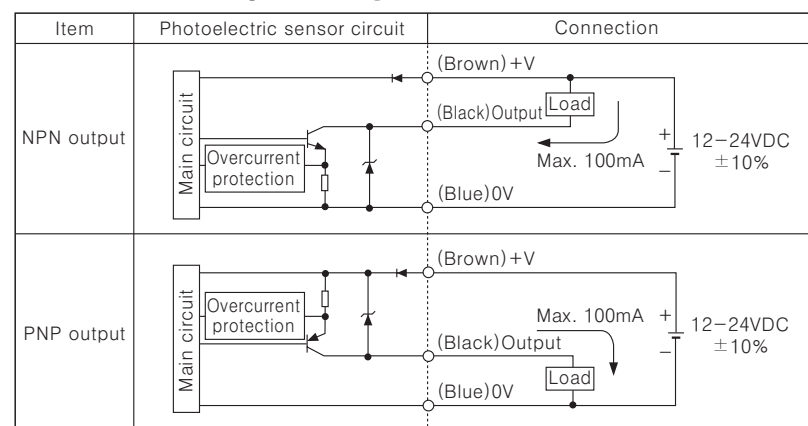 Item
Photoelectric sensor circuit
Connection
NPN output
Main circuit
Overcurrent
protection
(Brown)+V
(Black)Output
Load
Max. 100mA
(Blue)0V
+
−
12−24VDC
±10%
PNP output
Main circuit
Overcurrent
protection
(Brown)+V
Max. 100mA
(Black)Output
Load
(Blue)0V
+
−
12−24VDC
±10%